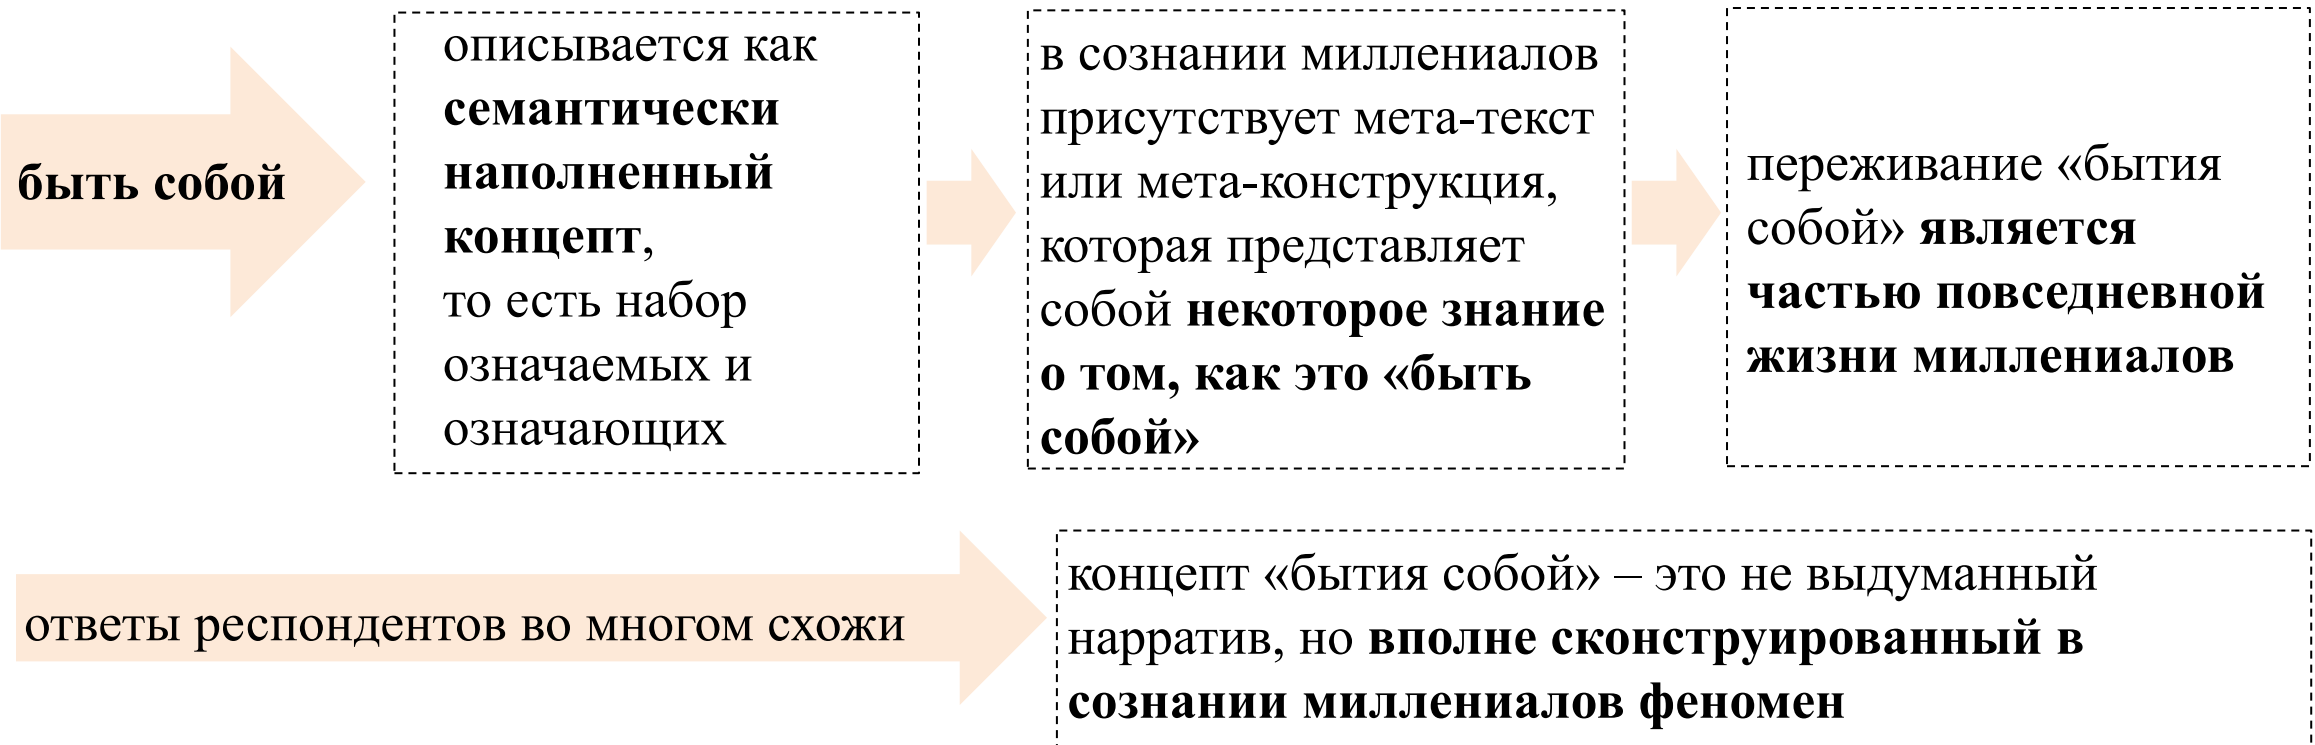 быть собой
описывается как
семантически
наполненный
концепт,
то есть набор
означаемых и
означающих
в сознании миллениалов
присутствует мета-текст
или мета-конструкция,
которая представляет
собой некоторое знание
о том, как это «быть
собой»
переживание «бытия
собой» является
частью повседневной
жизни миллениалов
ответы респондентов во многом схожи
концепт «бытия собой» – это не выдуманный
нарратив, но вполне сконструированный в
сознании миллениалов феномен